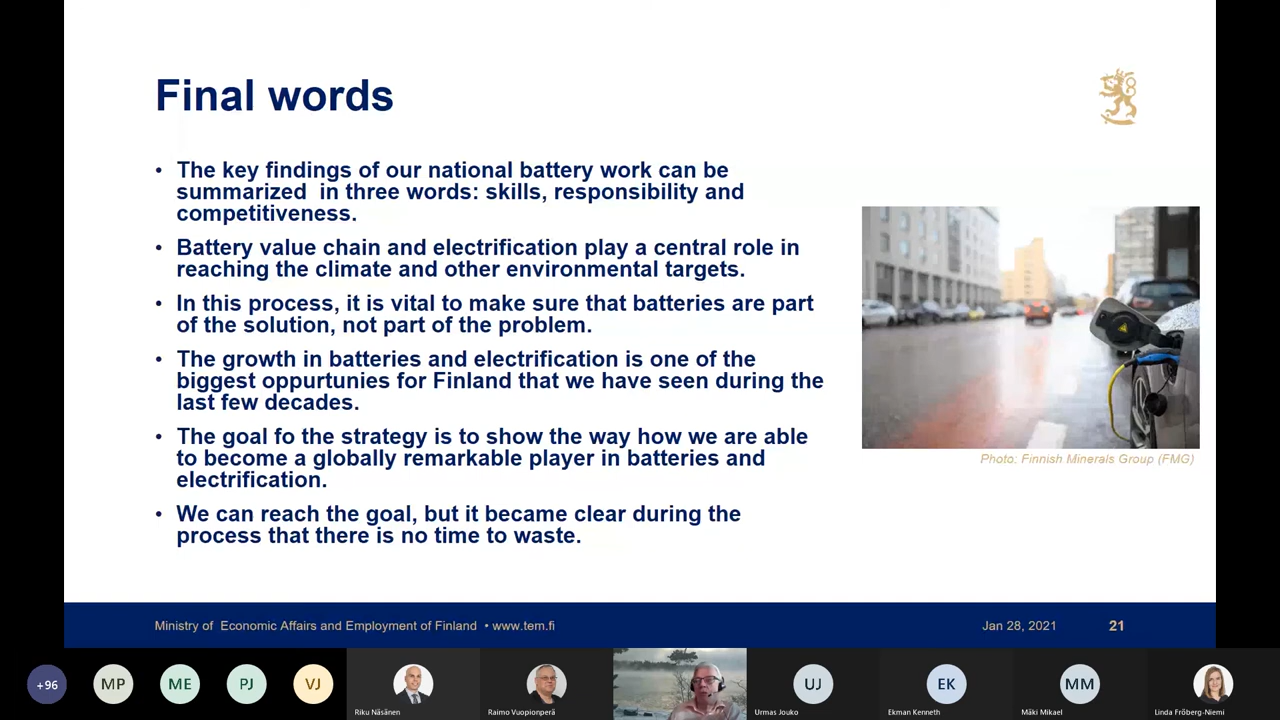 Final words
• The key findings of our national battery work can be
summarized in three words: skills, responsibility and
competitiveness.
• Battery value chain and electrification play a central role in
reaching the climate and other environmental targets.
• In this process, it is vital to make sure that batteries are part
of the solution, not part of the problem.
• The growth in batteries and electrification is one of the
biggest oppurtunies for Finland that we have seen during the
last few decades.
• The goal fo the strategy is to show the way how we are able
to become a globally remarkable player in batteries and
electrification.
• We can reach the goal, but it became clear during the
process that there is no time to waste.
Photo: Finnish Minerals Group (FMG)
Ministry of Economic Affairs and Employment of Finland • www.tem.fi
Jan 28, 2021
21
+96
MP
ME
PJ
VJ
Riku Näsänen
Raimo Vuopionperä
UJ
Urmas Jouko
EK
Ekman Kenneth
MM
Mäki Mikael
Linda Fröberg-Niemi